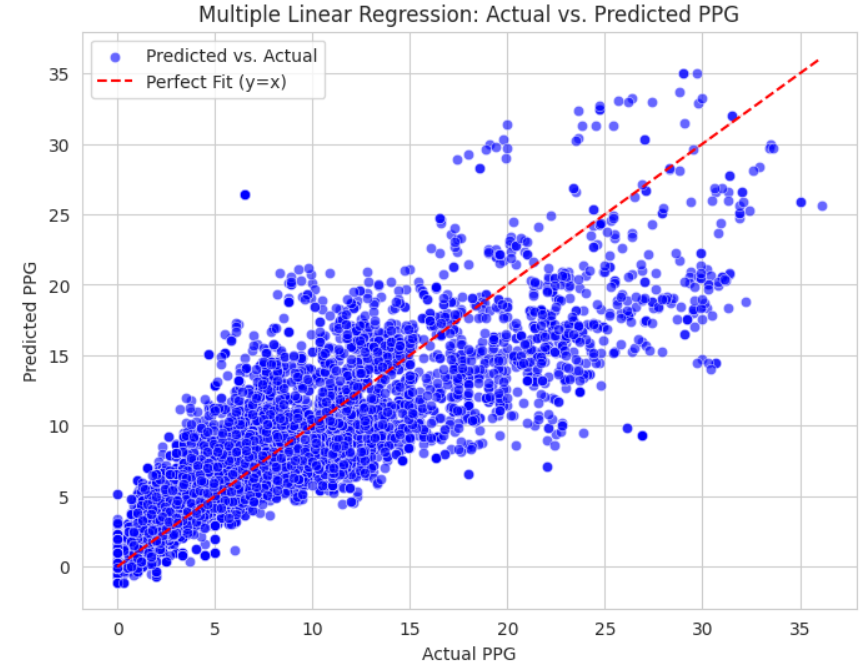 Multiple Linear Regression: Actual vs. Predicted PPG
Predicted vs. Actual
Perfect Fit (y=x)
Predicted PPG
35
30
25
20
15
10
5
0
0 5 10 15 20 25 30 35
Actual PPG